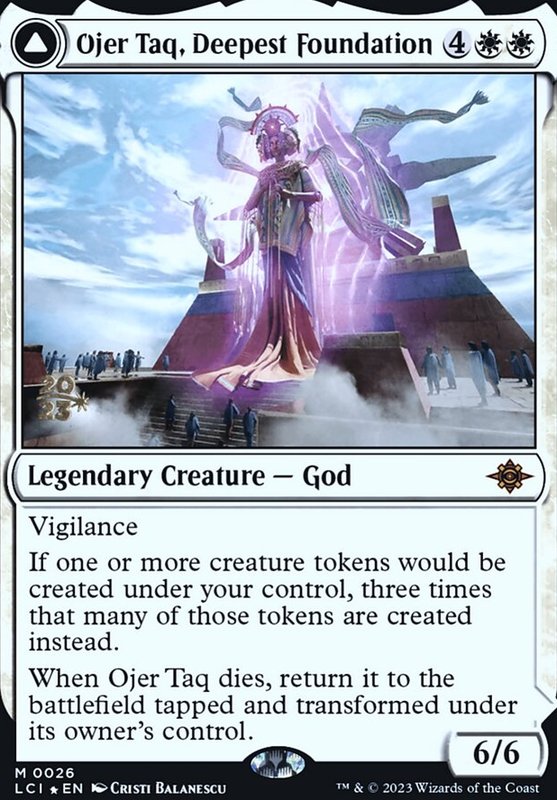 Ojer Taq, Deepest Foundation 4
20
23
Legendary Creature — God
Vigilance
If one or more creature tokens would be
created under your control, three times
that many of those tokens are created
instead.
When Ojer Taq dies, return it to the
battlefield tapped and transformed under
its owner's control.
6/6
M 0026
LCI ★ EN Cristi Balanescu
™ & © 2023 Wizards of the Coast